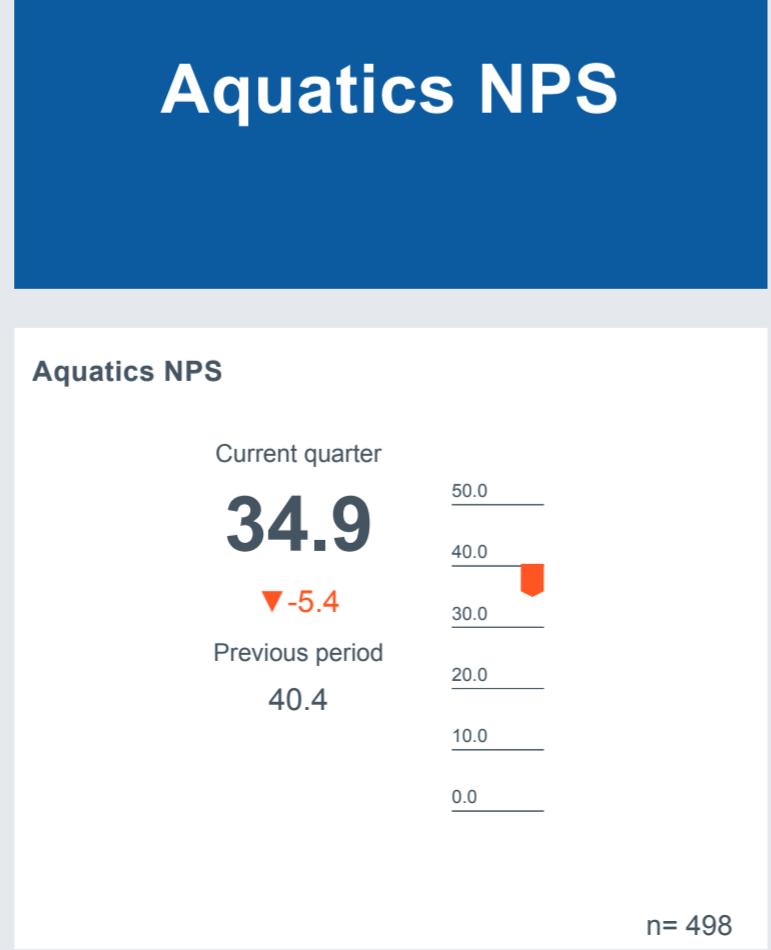 Aquatics NPS
Aquatics NPS
Current quarter
34.9
▼-5.4
Previous period
40.4
50.0
40.0
30.0
20.0
10.0
0.0
n= 498